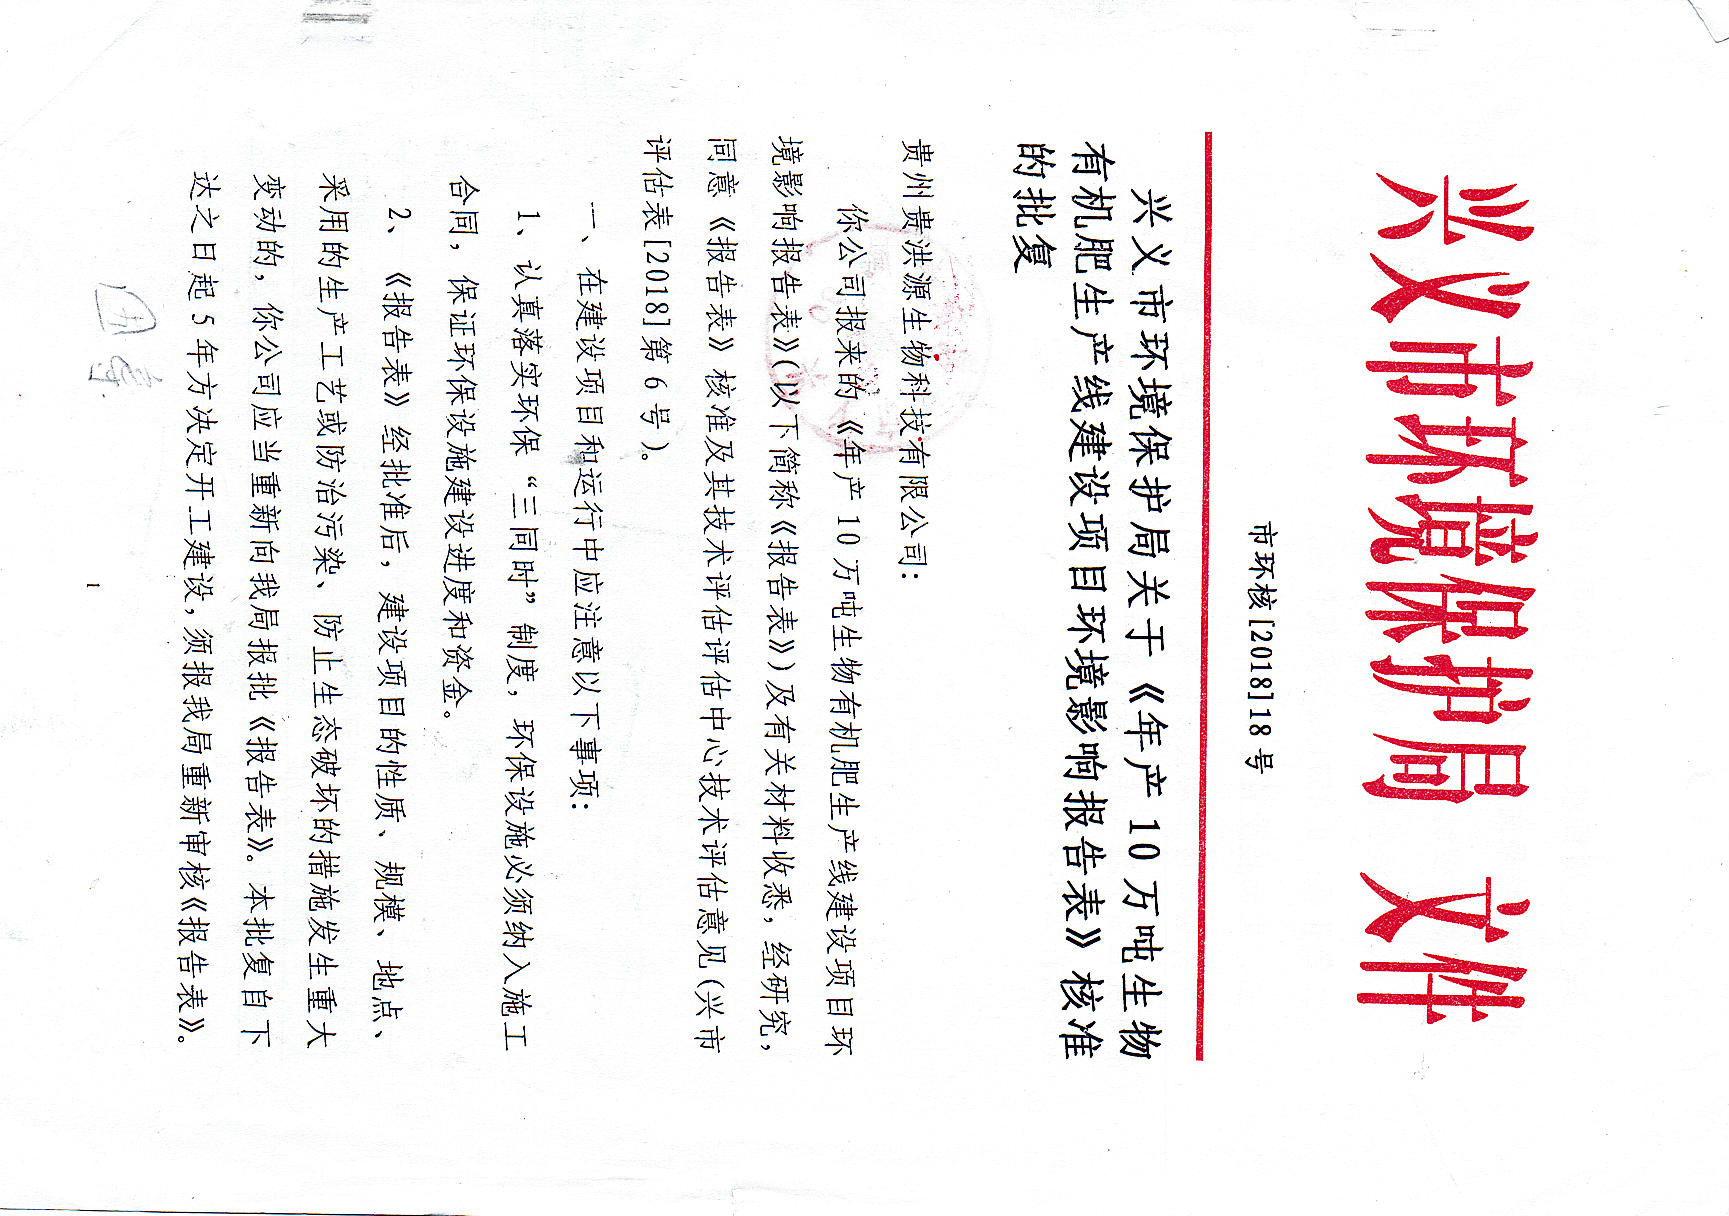 兴义市环境保护局 文件
市环核[2018]18 号
兴义市环境保护局关于《年产 10 万吨生物
有机肥生产线建设项目环境影响报告表》核准
的批复
贵州贵洪源生物科技有限公司：
你公司报来的《年产 10 万吨生物有机肥生产线建设项目环
境影响报告表》(以下简称《报告表》)及有关材料收悉，经研究，
同意《报告表》核准及其技术评估评估中心技术评估意见(兴市
评估表[2018]第 6 号)。
一、在建设项目和运行中应注意以下事项：
1、认真落实环保“三同时”制度，环保设施必须纳入施工
合同，保证环保设施建设进度和资金。
2、《报告表》经批准后，建设项目的性质、规模、地点、
采用的生产工艺或防治污染、防止生态破坏的措施发生重大
变动的，你公司应当重新向我局报批《报告表》。本批复自下
达之日起 5 年方决定开工建设，须报我局重新审核《报告表》。
1